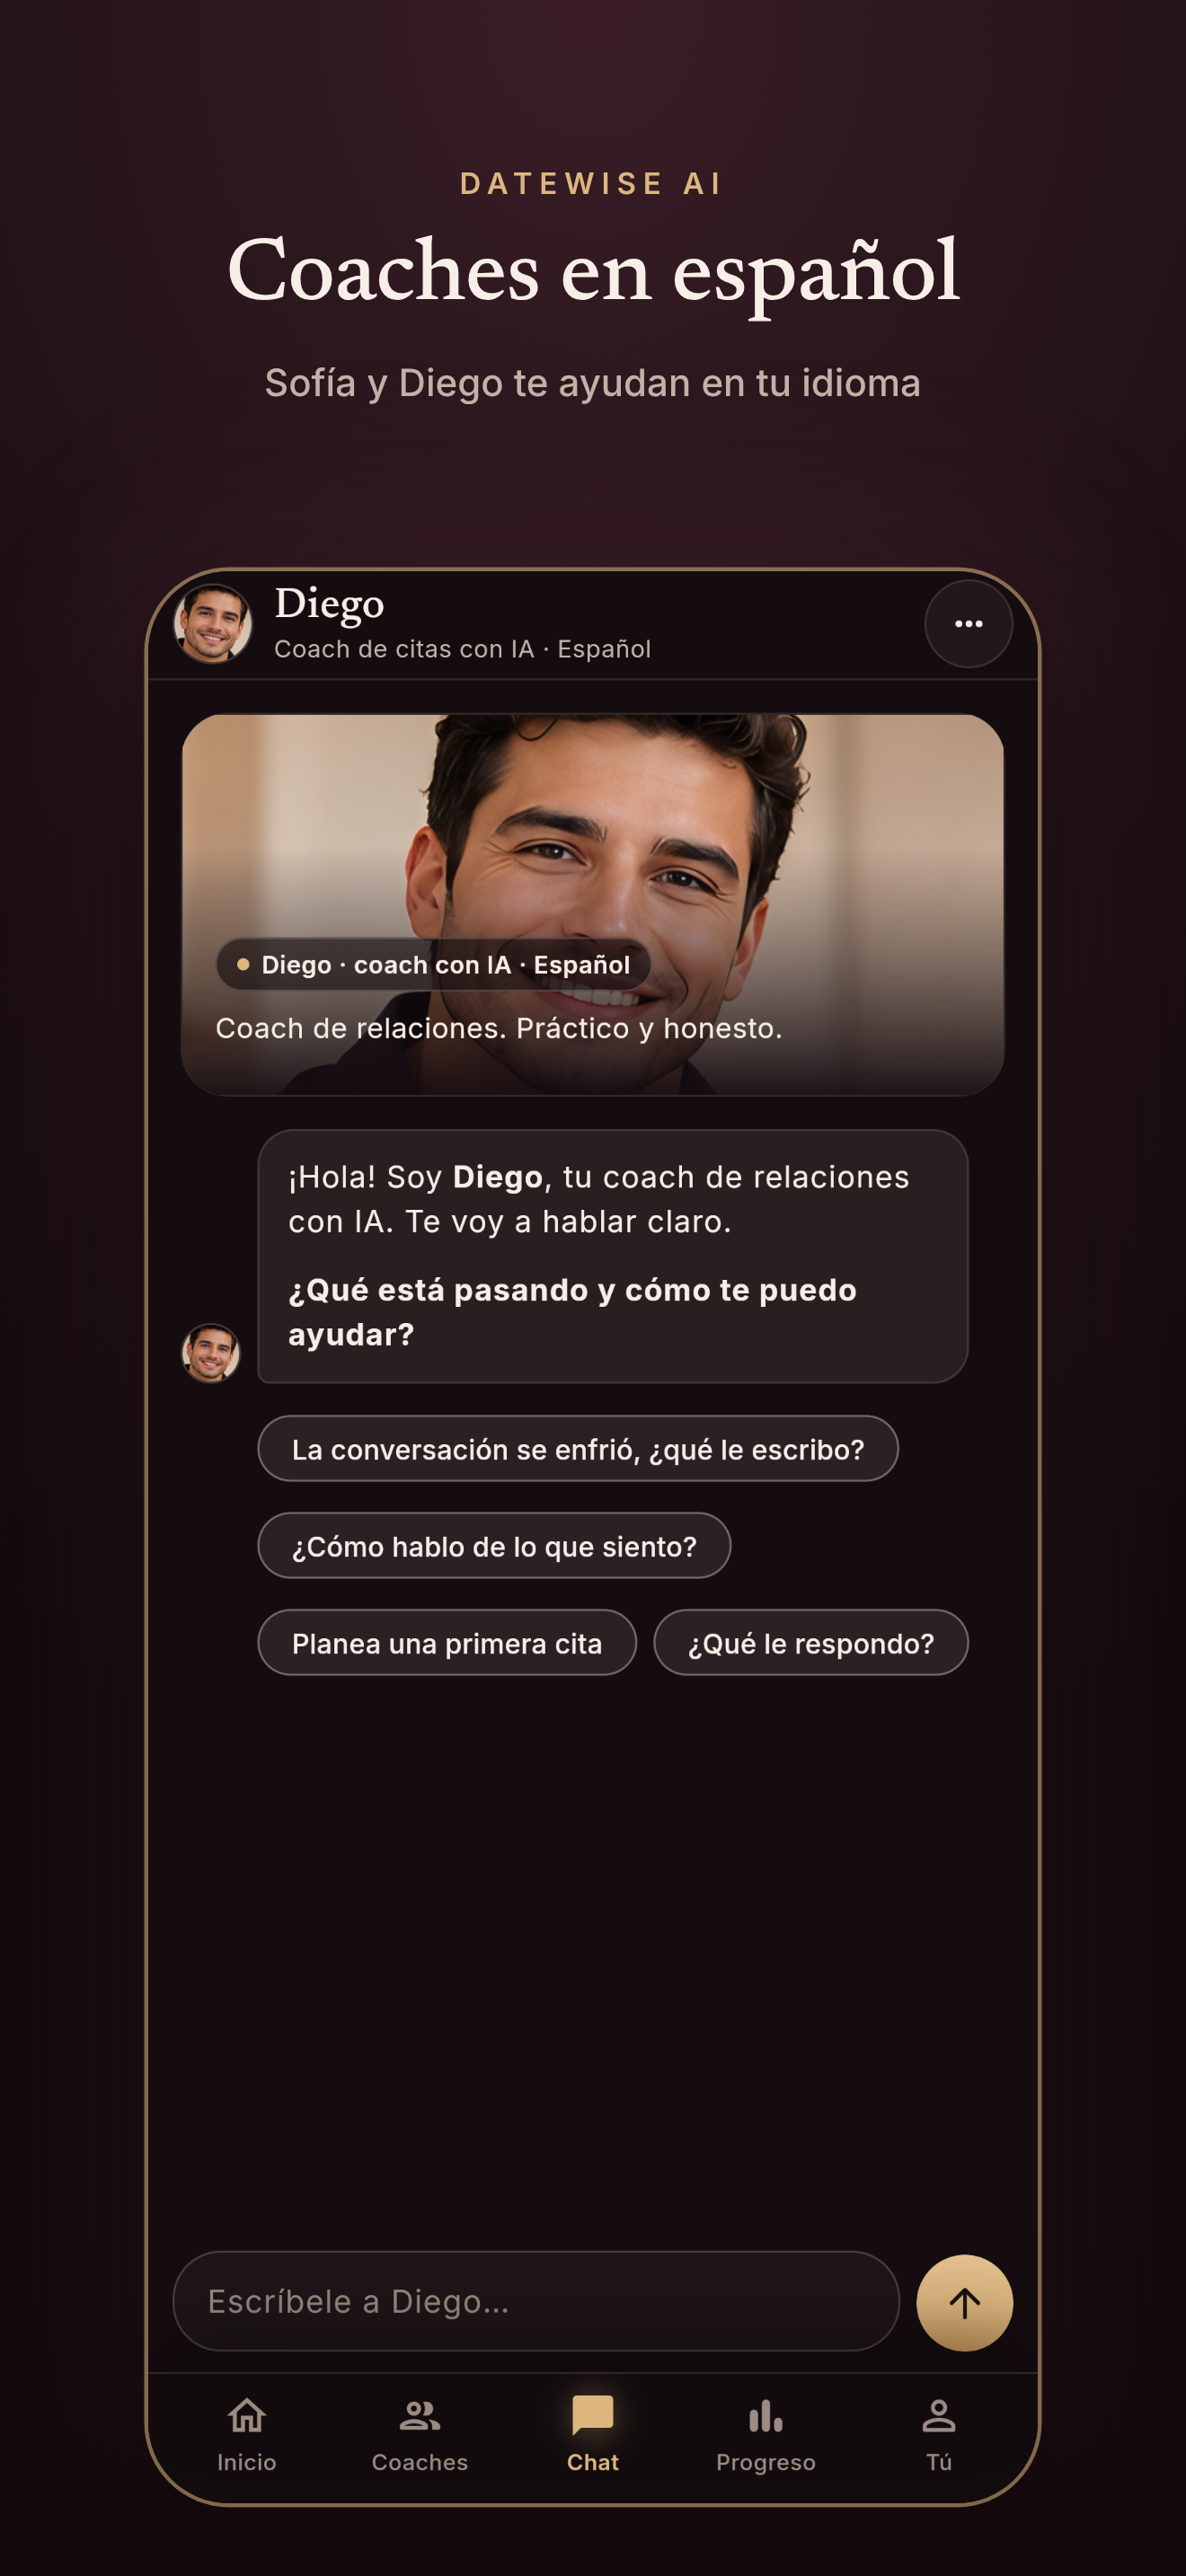 DATEWISE AI
Coaches en español
Sofía y Diego te ayudan en tu idioma
Diego
Coach de citas con IA · Español
Diego · coach con IA · Español
Coach de relaciones. Práctico y honesto.
¡Hola! Soy Diego, tu coach de relaciones
con IA. Te voy a hablar claro.
¿Qué está pasando y cómo te puedo
ayudar?
La conversación se enfrió, ¿qué le escribo?
¿Cómo hablo de lo que siento?
Planea una primera cita
¿Qué le respondo?
Escríbele a Diego...
Inicio
Coaches
Chat
Progreso
Tú